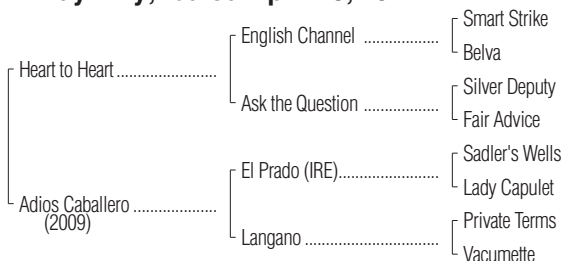 Smart Strike
English Channel ..................
Belva
Heart to Heart ........................
Silver Deputy
Ask the Question ..................
Fair Advice
Sadler's Wells
El Prado (IRE)........................
Lady Capulet
Adios Caballero ....................
(2009)
Private Terms
Langano ................................
Vacumette